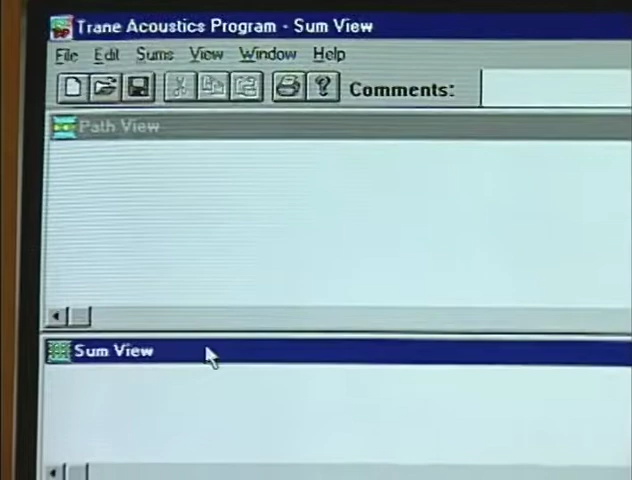 Trane Acoustics Program - Sum View
File Edit Sums View Window Help
Comments:
Path View
Sum View